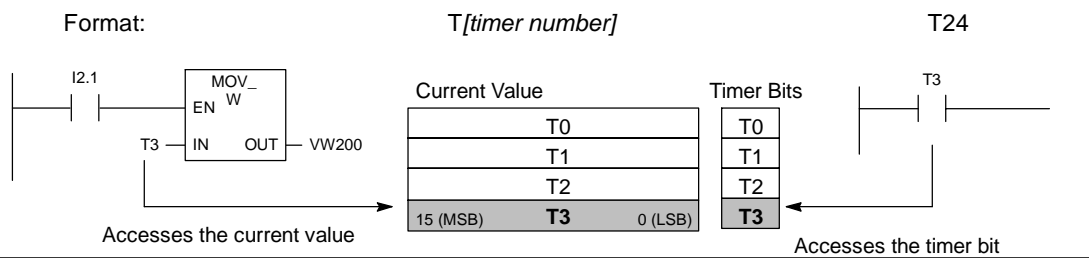 Format: T[timer number] T24
I2.1
MOV_
W
EN
T3 IN OUT VW200
Accesses the current value
Current Value
T0
T1
T2
15 (MSB) T3 0 (LSB)
Timer Bits
T0
T1
T2
T3
T3
Accesses the timer bit